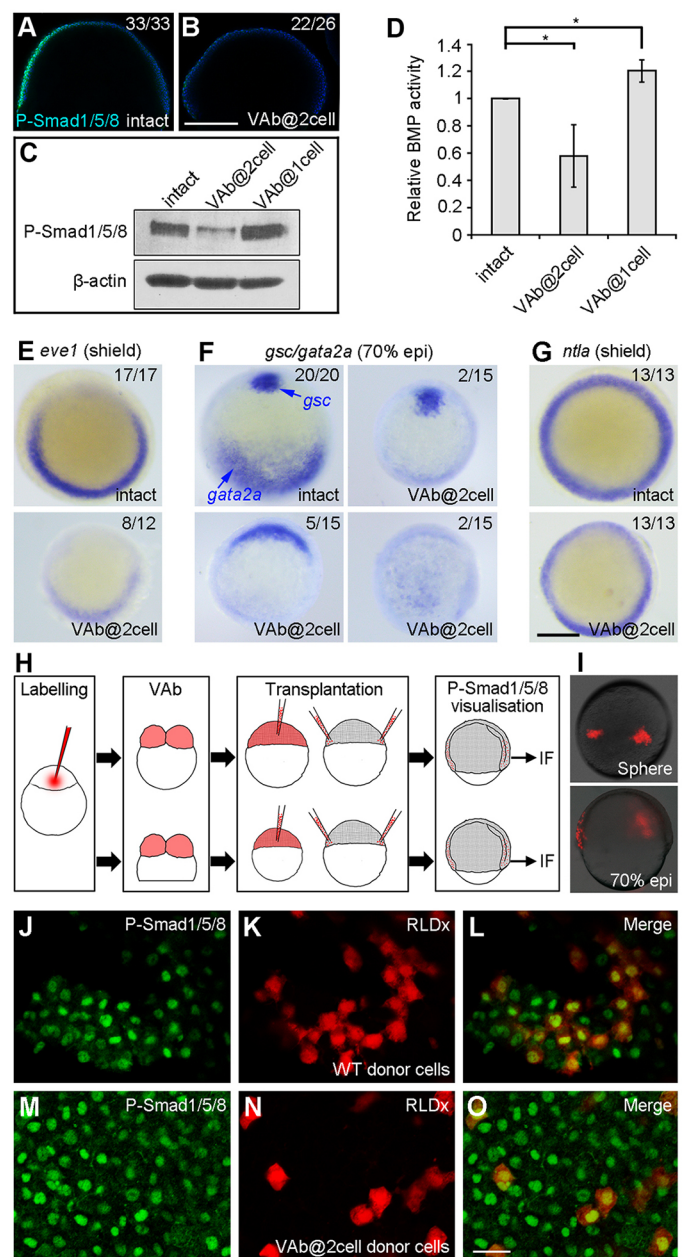 A
33/33
P-Smad1/5/8 intact
B
22/26
VAb@2cell
C
intact
VAb@2cell
VAb@1cell
P-Smad1/5/8
β-actin
D
*
*
Relative BMP activity
1.4
1.2
1
0.8
0.6
0.4
0.2
0
intact
VAb@2cell
VAb@1cell
E eve1 (shield)
17/17
intact
8/12
VAb@2cell
F gsc/gata2a (70% epi)
20/20
gsc
gata2a
intact
2/15
VAb@2cell
5/15
VAb@2cell
2/15
VAb@2cell
G ntla (shield)
13/13
intact
13/13
VAb@2cell
H
Labelling
VAb
Transplantation
P-Smad1/5/8
visualisation
IF
IF
I
Sphere
70% epi
J
P-Smad1/5/8
K
RLDx
WT donor cells
L
Merge
M
P-Smad1/5/8
N
RLDx
VAb@2cell donor cells
O
Merge